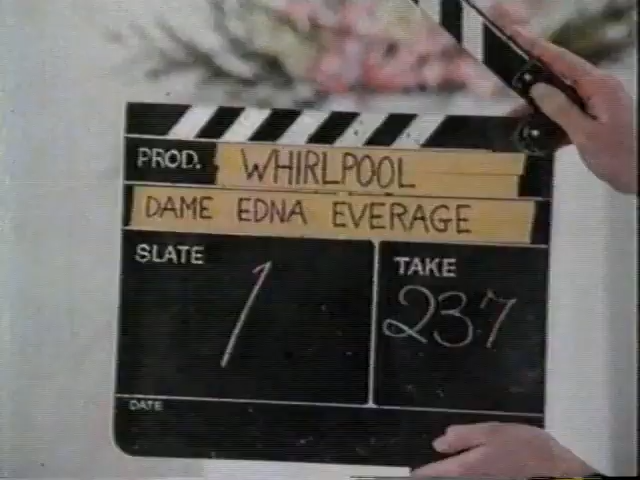 PROD. WHIRLPOOL
DAME EDNA EVERAGE
SLATE TAKE
1 237
DATE